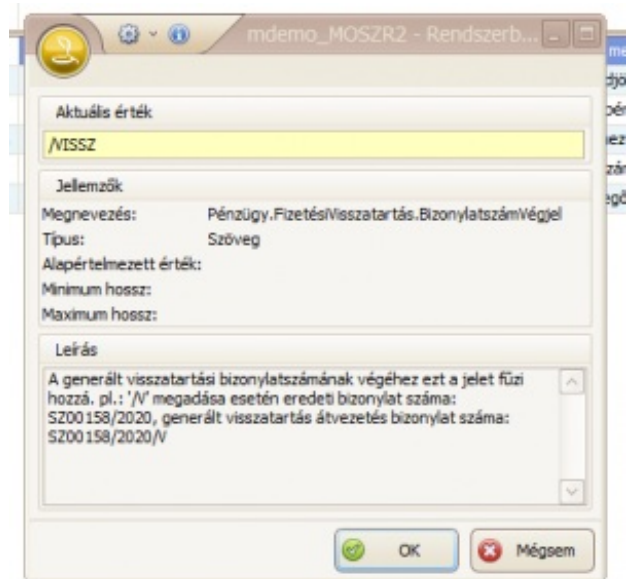 mdemo_MOSZR2 - Rendszerb...
Aktuális érték
/VISSZ
Jellemzők
Megnevezés: Pénzügy.FizetésiVisszatartás.BizonylatszámVégjel
Típus: Szöveg
Alapértelmezett érték:
Minimum hossz:
Maximum hossz:
Leírás
A generált visszatartási bizonylatszámának végéhez ezt a jelet fűzi
hozzá. pl.: '/V' megadása esetén eredeti bizonylat száma:
SZ00158/2020, generált visszatartás átvezetés bizonylat száma:
SZ00158/2020/V
OK Mégsem